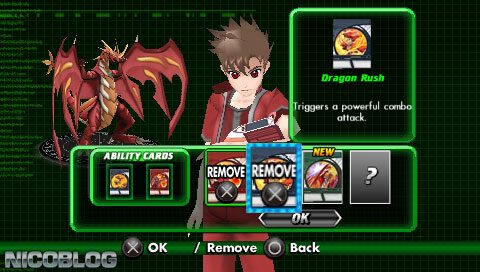 Dragon Rush
Triggers a powerful combo
attack.
ABILITY CARDS
REMOVE
REMOVE
NEW
?
OK
OK / Remove Back
NICOBLOG